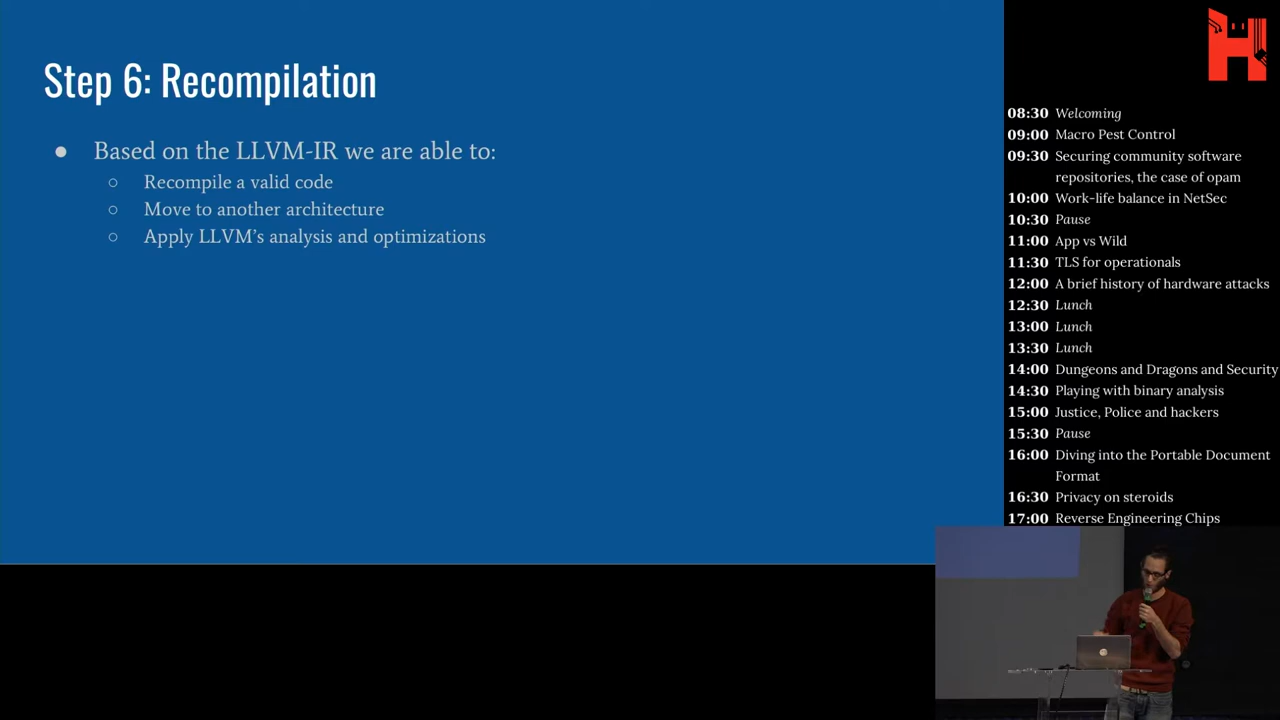 Step 6: Recompilation
● Based on the LLVM-IR we are able to:
○ Recompile a valid code
○ Move to another architecture
○ Apply LLVM's analysis and optimizations
08:30 Welcoming
09:00 Macro Pest Control
09:30 Securing community software
repositories, the case of opam
10:00 Work-life balance in NetSec
10:30 Pause
11:00 App vs Wild
11:30 TLS for operationals
12:00 A brief history of hardware attacks
12:30 Lunch
13:00 Lunch
13:30 Lunch
14:00 Dungeons and Dragons and Security
14:30 Playing with binary analysis
15:00 Justice, Police and hackers
15:30 Pause
16:00 Diving into the Portable Document
Format
16:30 Privacy on steroids
17:00 Reverse Engineering Chips